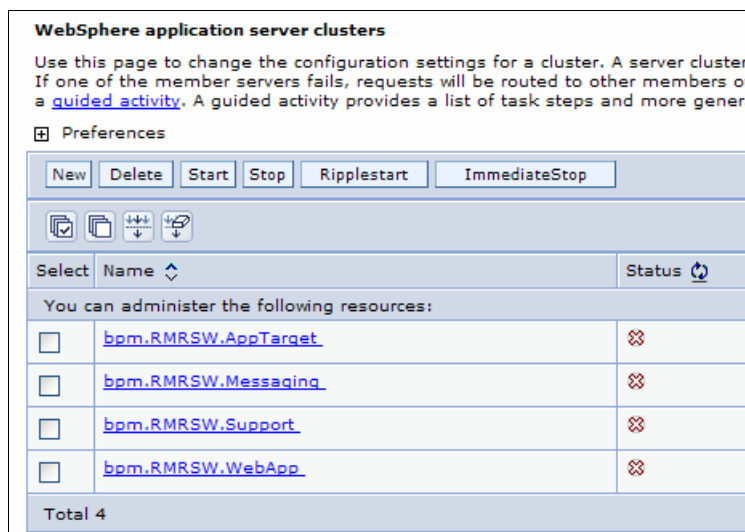 WebSphere application server clusters
Use this page to change the configuration settings for a cluster. A server cluster
If one of the member servers fails, requests will be routed to other members
a guided activity. A guided activity provides a list of task steps and more
Preferences
New Delete Start Stop Ripplestart ImmediateStop
Select Name Status
You can administer the following resources:
bpm.RMRSW.AppTarget
bpm.RMRSW.Messaging
bpm.RMRSW.Support
bpm.RMRSW.WebApp
Total 4